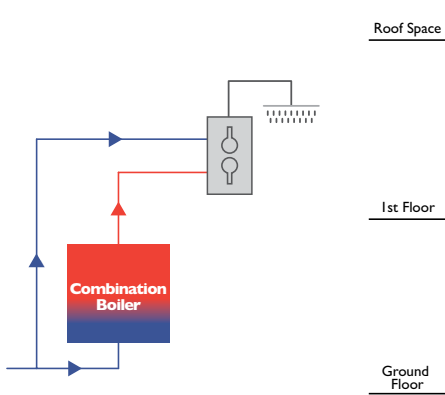 Roof Space
1st Floor
Combination
Boiler
Ground
Floor